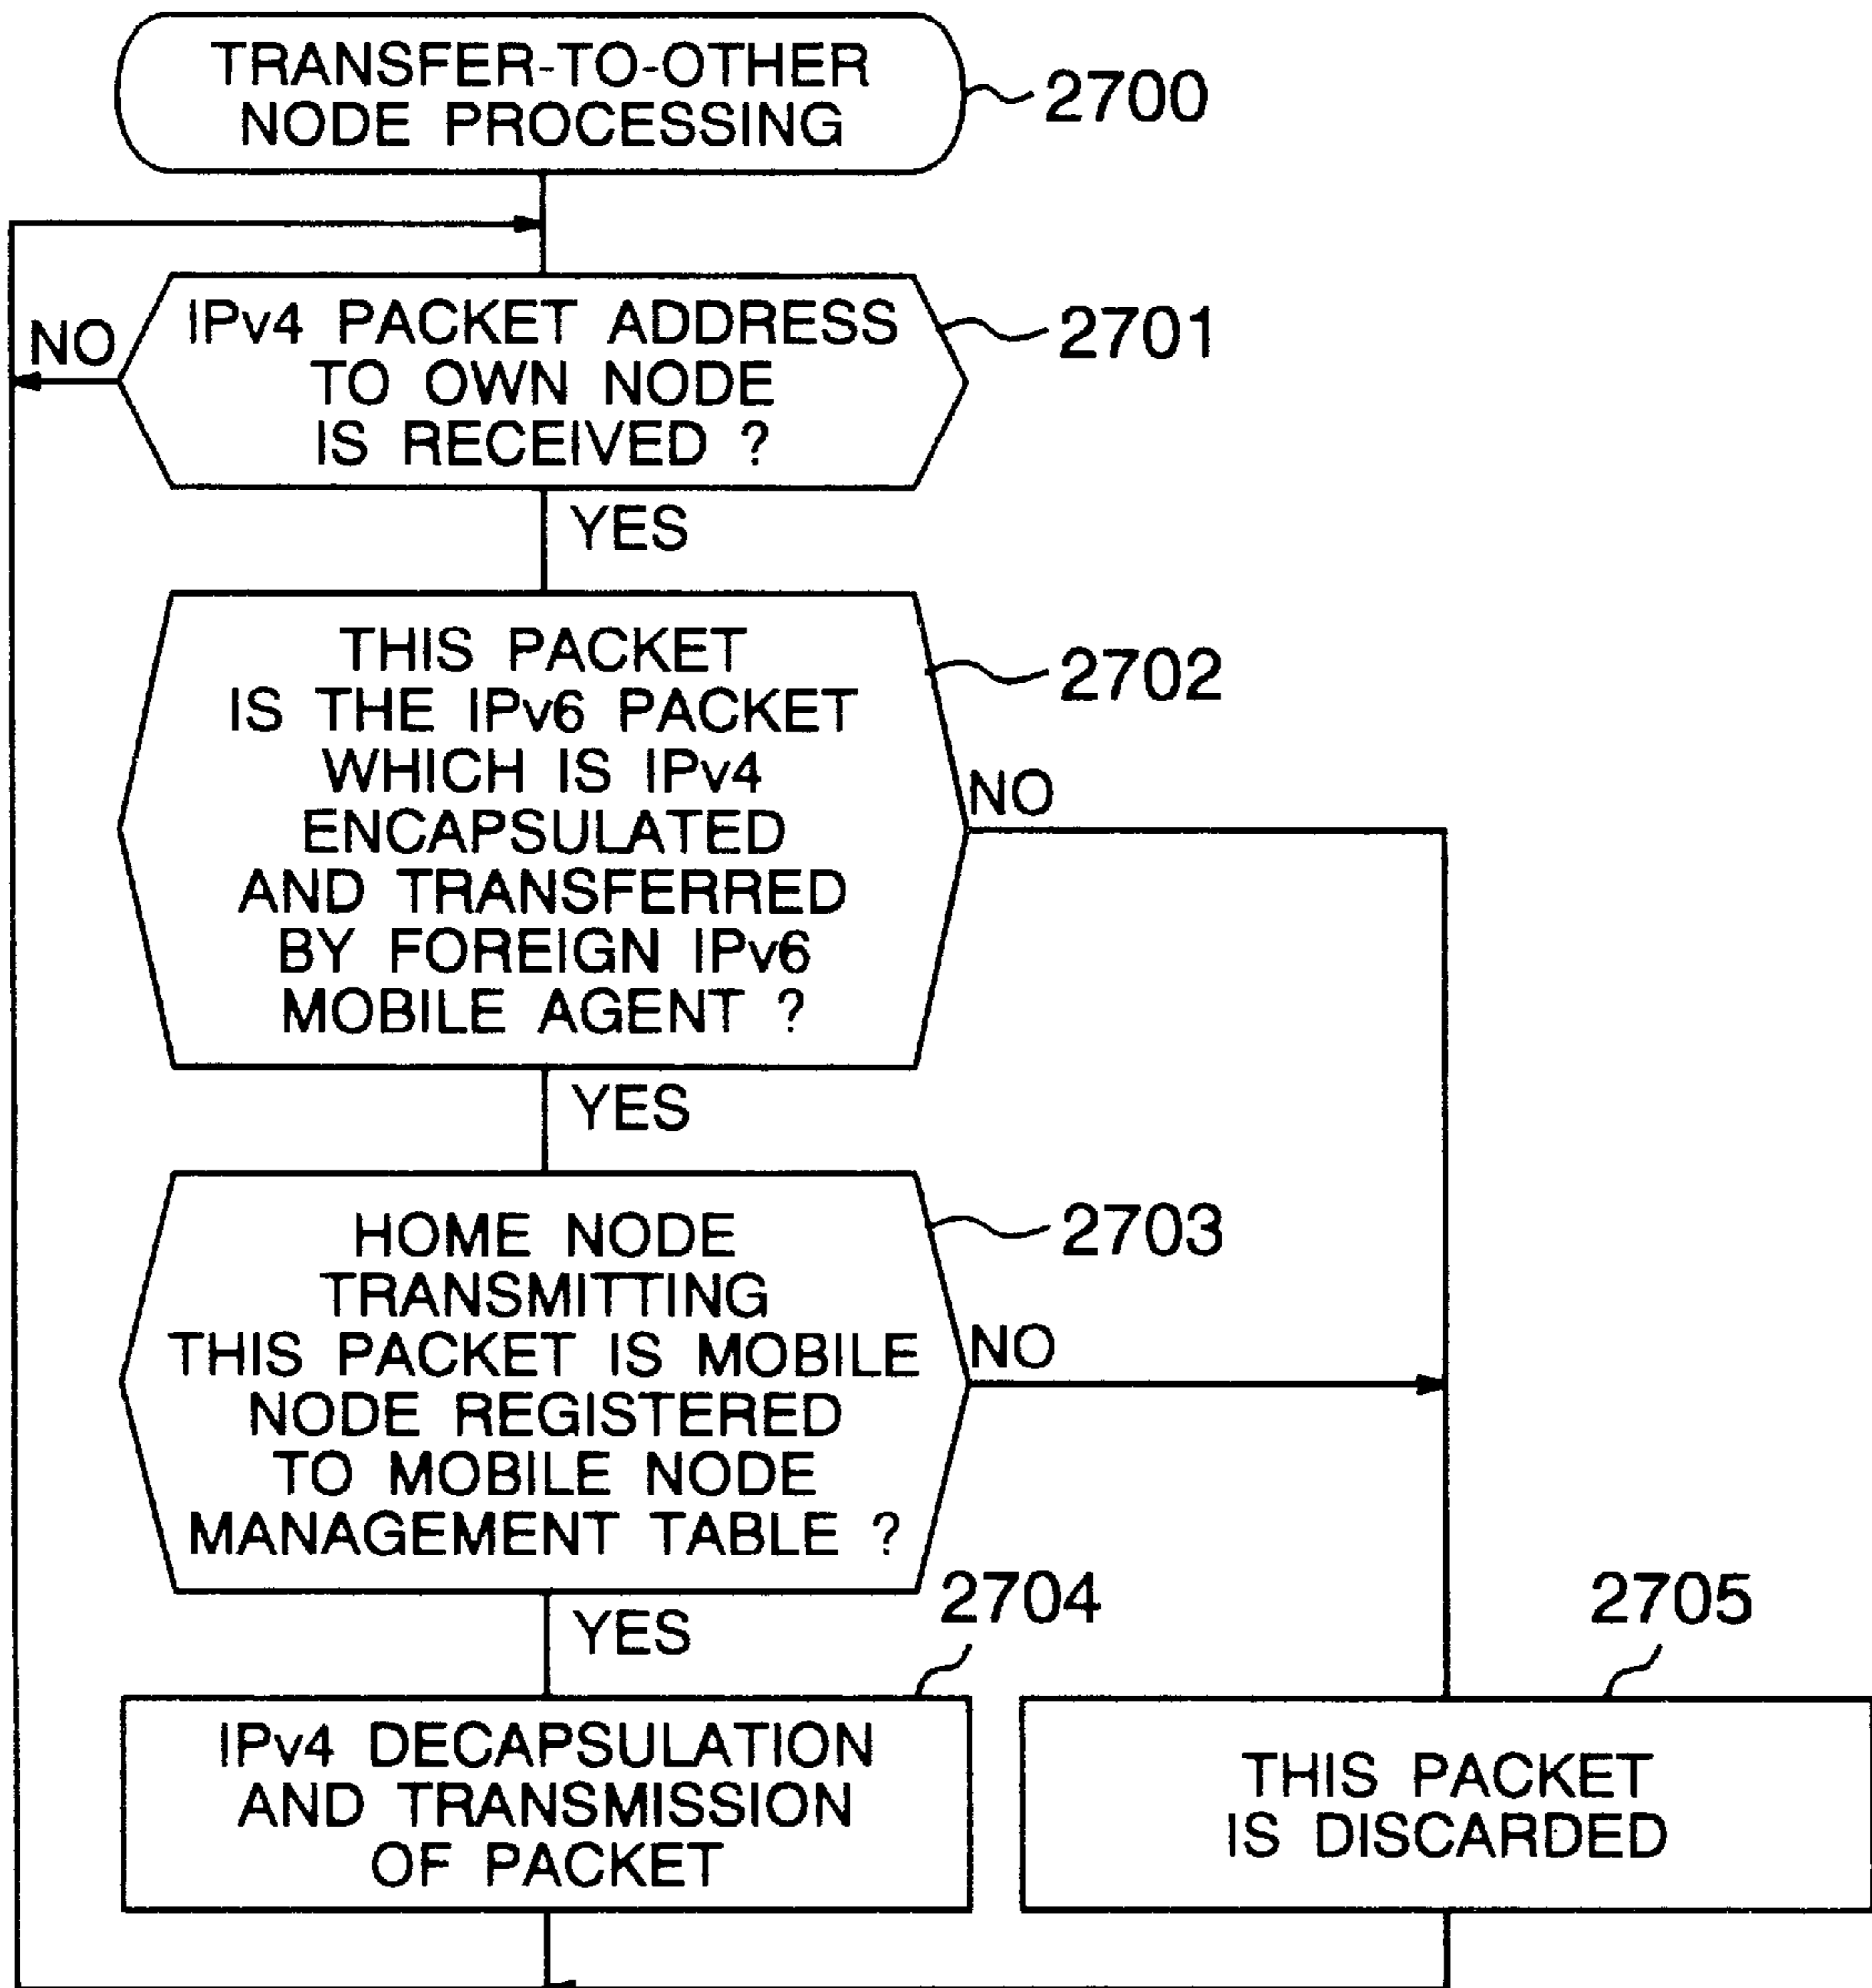 TRANSFER-TO-OTHER
NODE PROCESSING
2700
IPv4 PACKET ADDRESS
TO OWN NODE
IS RECEIVED ?
2701
NO
YES
THIS PACKET
IS THE IPv6 PACKET
WHICH IS IPv4
ENCAPSULATED
AND TRANSFERRED
BY FOREIGN IPv6
MOBILE AGENT ?
2702
NO
YES
HOME NODE
TRANSMITTING
THIS PACKET IS MOBILE
NODE REGISTERED
TO MOBILE NODE
MANAGEMENT TABLE ?
2703
NO
YES
2704
IPv4 DECAPSULATION
AND TRANSMISSION
OF PACKET
2705
THIS PACKET
IS DISCARDED